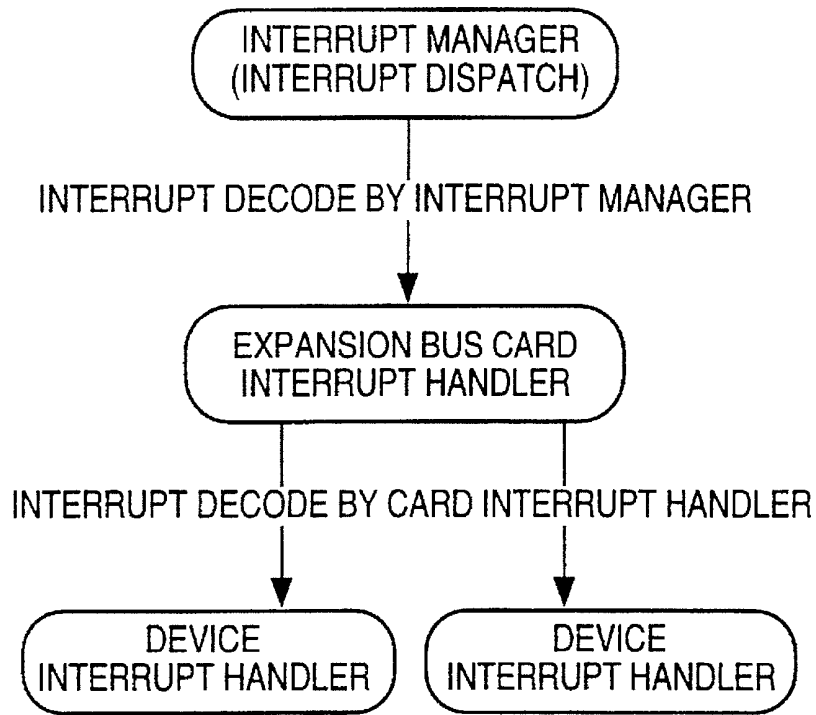 INTERRUPT MANAGER
(INTERRUPT DISPATCH)
INTERRUPT DECODE BY INTERRUPT MANAGER
EXPANSION BUS CARD
INTERRUPT HANDLER
INTERRUPT DECODE BY CARD INTERRUPT HANDLER
DEVICE
INTERRUPT HANDLER
DEVICE
INTERRUPT HANDLER